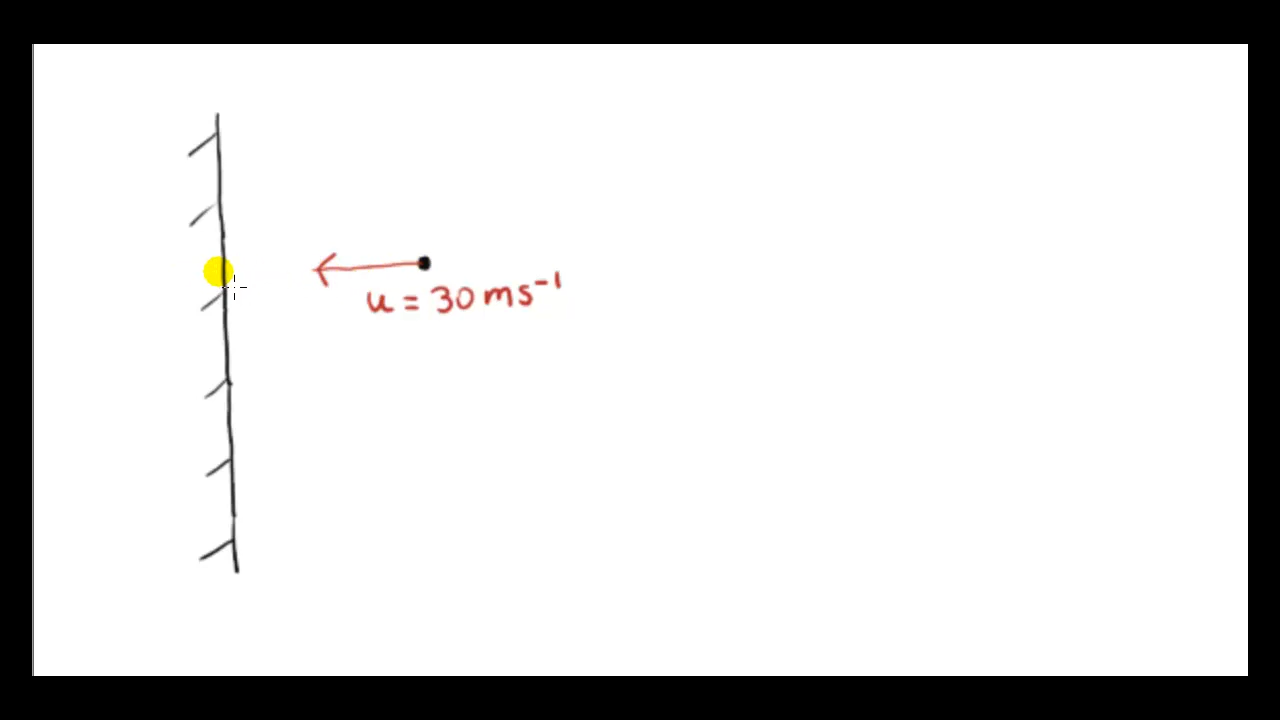 u = 30 ms⁻¹